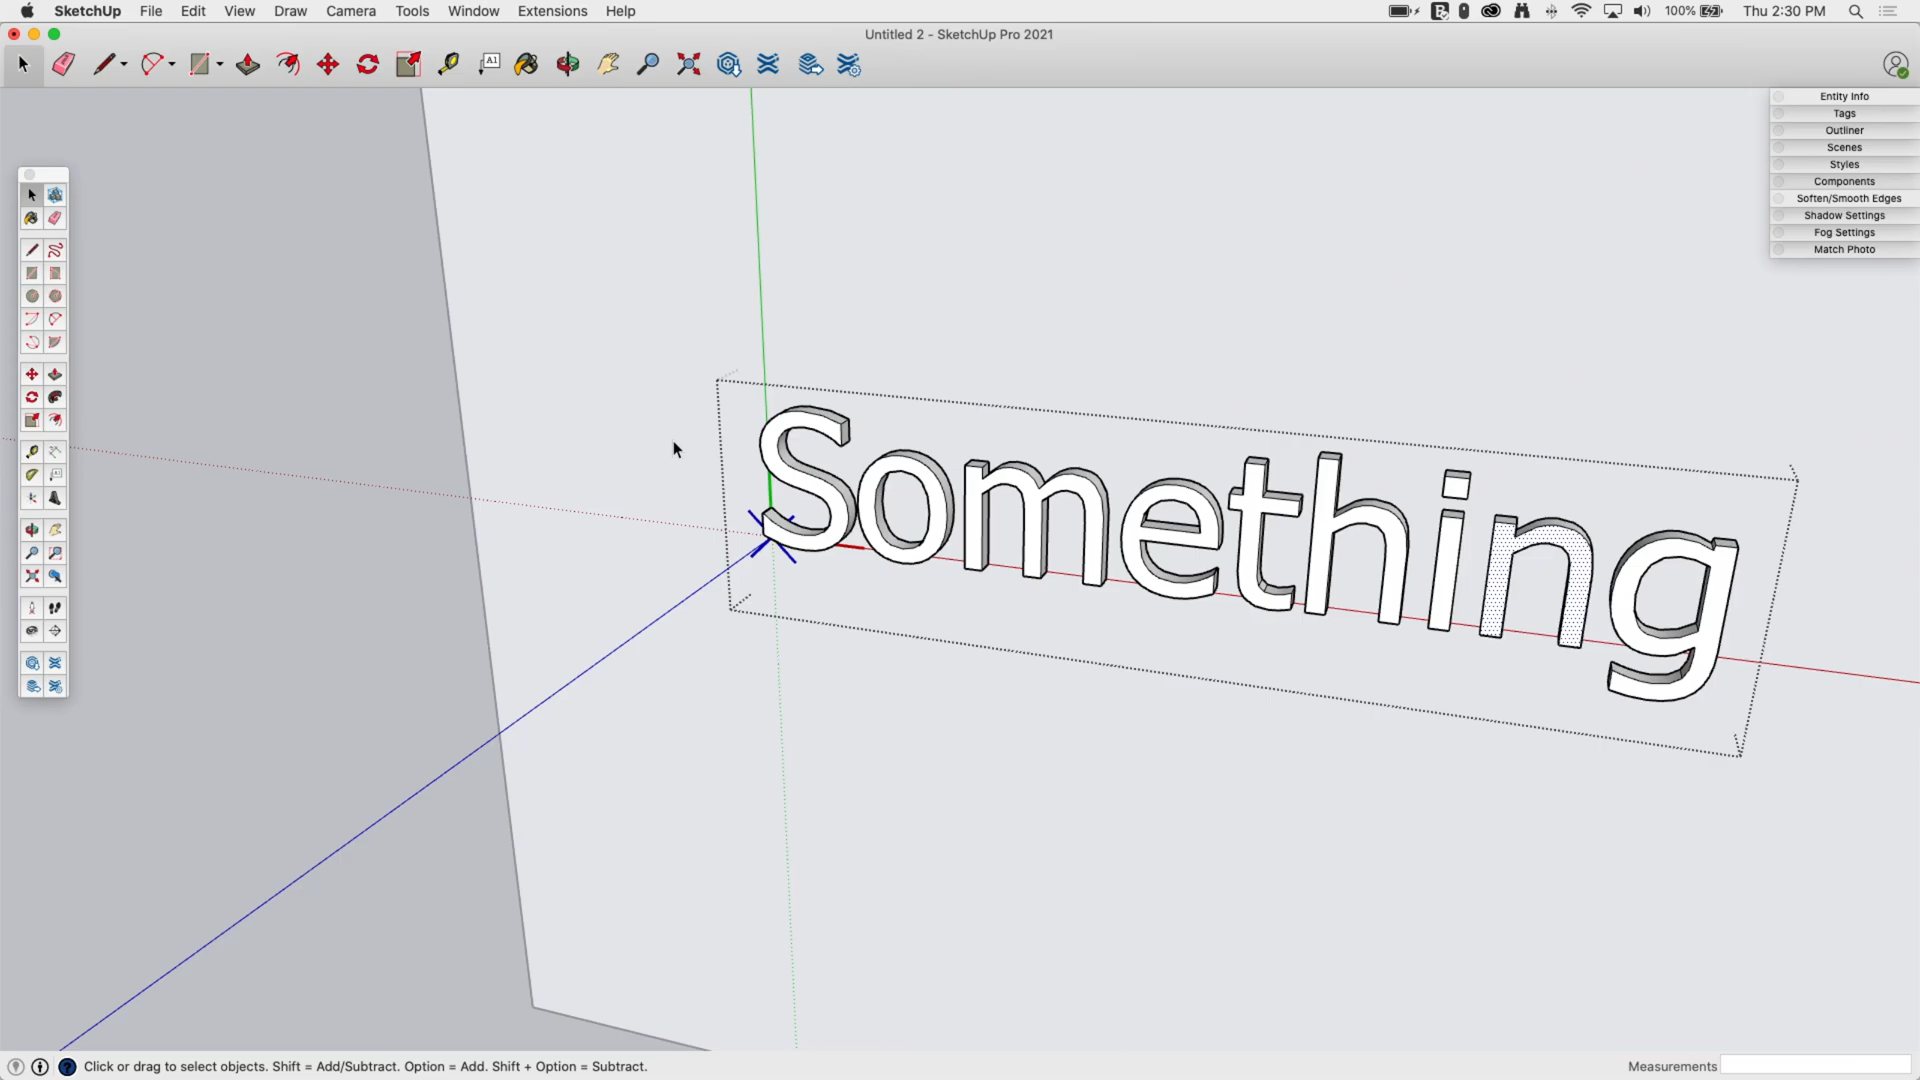 SketchUp File Edit View Draw Camera Tools Window Extensions Help 100% Thu 2:30 PM
Untitled 2 - SketchUp Pro 2021
A1
Entity Info
Tags
Outliner
Scenes
Styles
Components
Soften/Smooth Edges
Shadow Settings
Fog Settings
Match Photo
Something
Click or drag to select objects. Shift = Add/Subtract. Option = Add. Shift + Option = Subtract.
Measurements